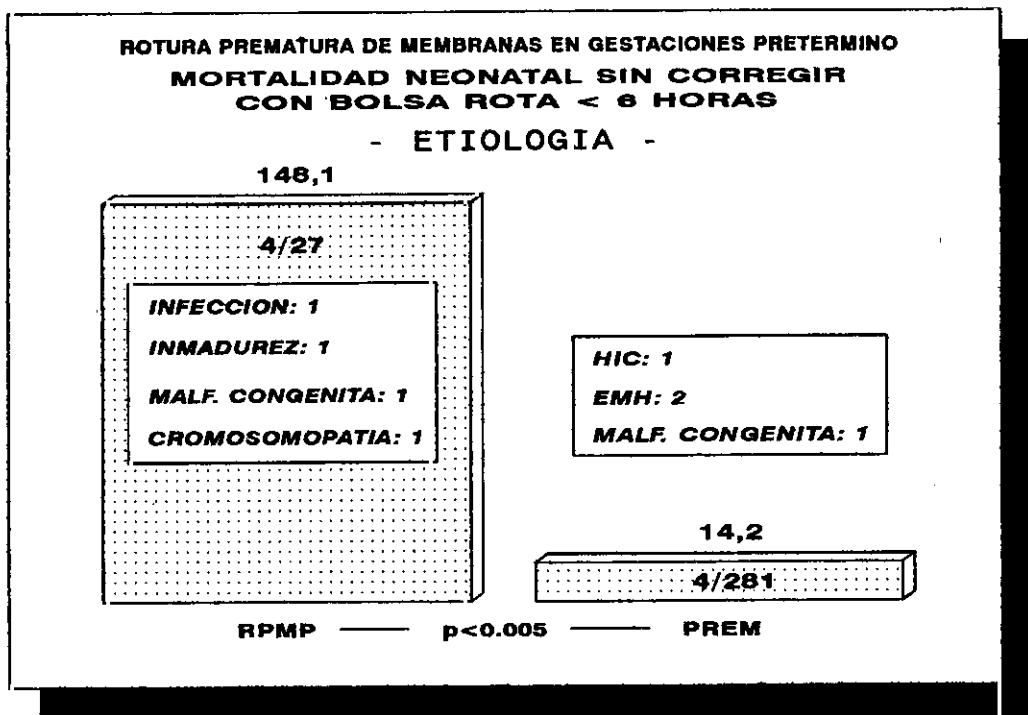 ROTURA PREMATURA DE MEMBRANAS EN GESTACIONES PRETERMINO
MORTALIDAD NEONATAL SIN CORREGIR
CON BOLSA ROTA < 6 HORAS
- ETIOLOGIA -
148,1
4/27
INFECCION: 1
INMADUREZ: 1
MALF. CONGENITA: 1
CROMOSOMOPATIA: 1
HIC: 1
EMH: 2
MALF. CONGENITA: 1
14,2
4/281
RPMP — p<0.005 — PREM